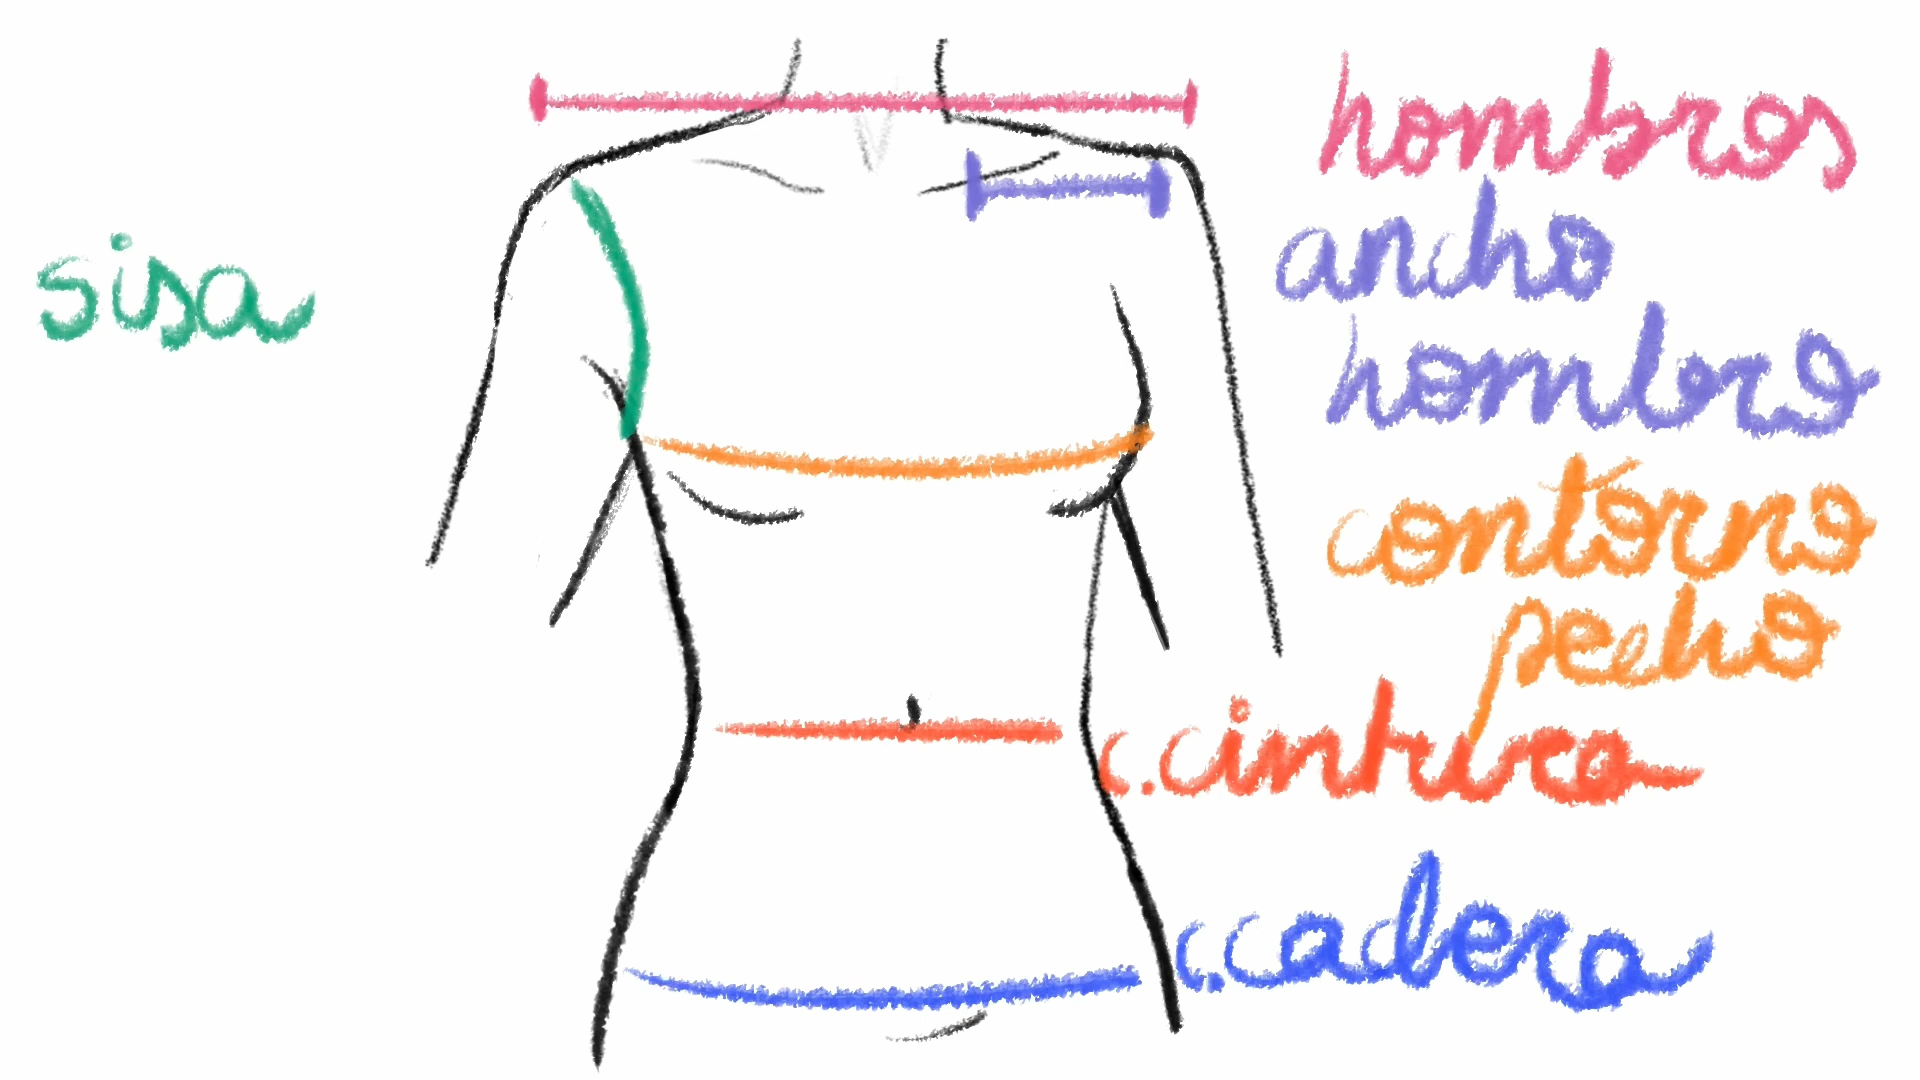 hombros
sisa
ancho
hombro
contorno
pecho
c.cintura
c.cadera